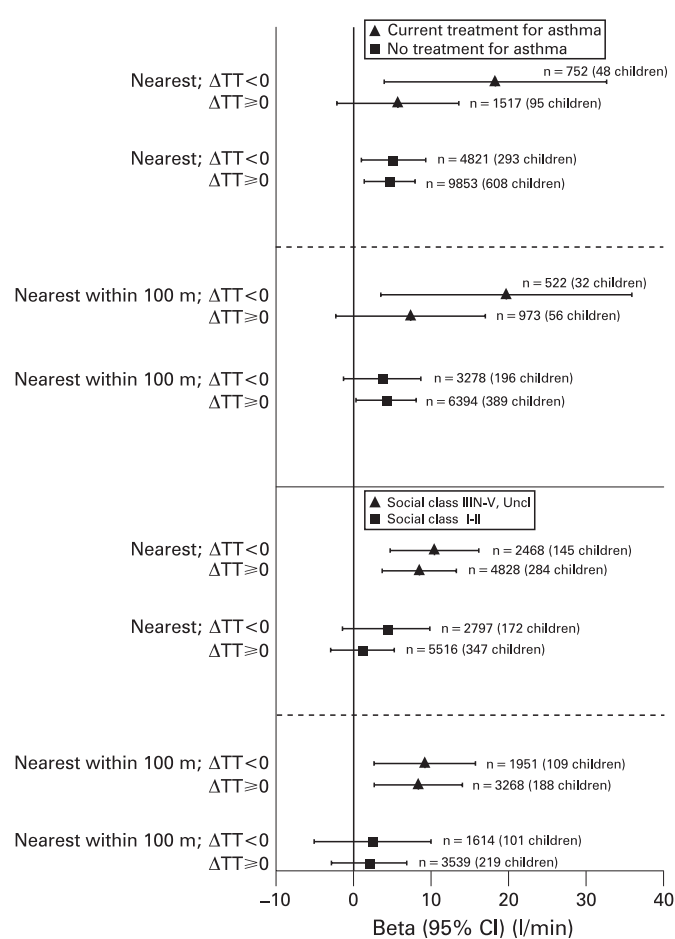 ▲ Current treatment for asthma
■ No treatment for asthma
Nearest; ΔTT<0 n = 752 (48 children)
ΔTT⩾0 n = 1517 (95 children)
Nearest; ΔTT<0 n = 4821 (293 children)
ΔTT⩾0 n = 9853 (608 children)
Nearest within 100 m; ΔTT<0 n = 522 (32 children)
ΔTT⩾0 n = 973 (56 children)
Nearest within 100 m; ΔTT<0 n = 3278 (196 children)
ΔTT⩾0 n = 6394 (389 children)
▲ Social class IIIN-V, Uncl
■ Social class I-II
Nearest; ΔTT<0 n = 2468 (145 children)
ΔTT⩾0 n = 4828 (284 children)
Nearest; ΔTT<0 n = 2797 (172 children)
ΔTT⩾0 n = 5516 (347 children)
Nearest within 100 m; ΔTT<0 n = 1951 (109 children)
ΔTT⩾0 n = 3268 (188 children)
Nearest within 100 m; ΔTT<0 n = 1614 (101 children)
ΔTT⩾0 n = 3539 (219 children)
−10 0 10 20 30 40
Beta (95% CI) (l/min)